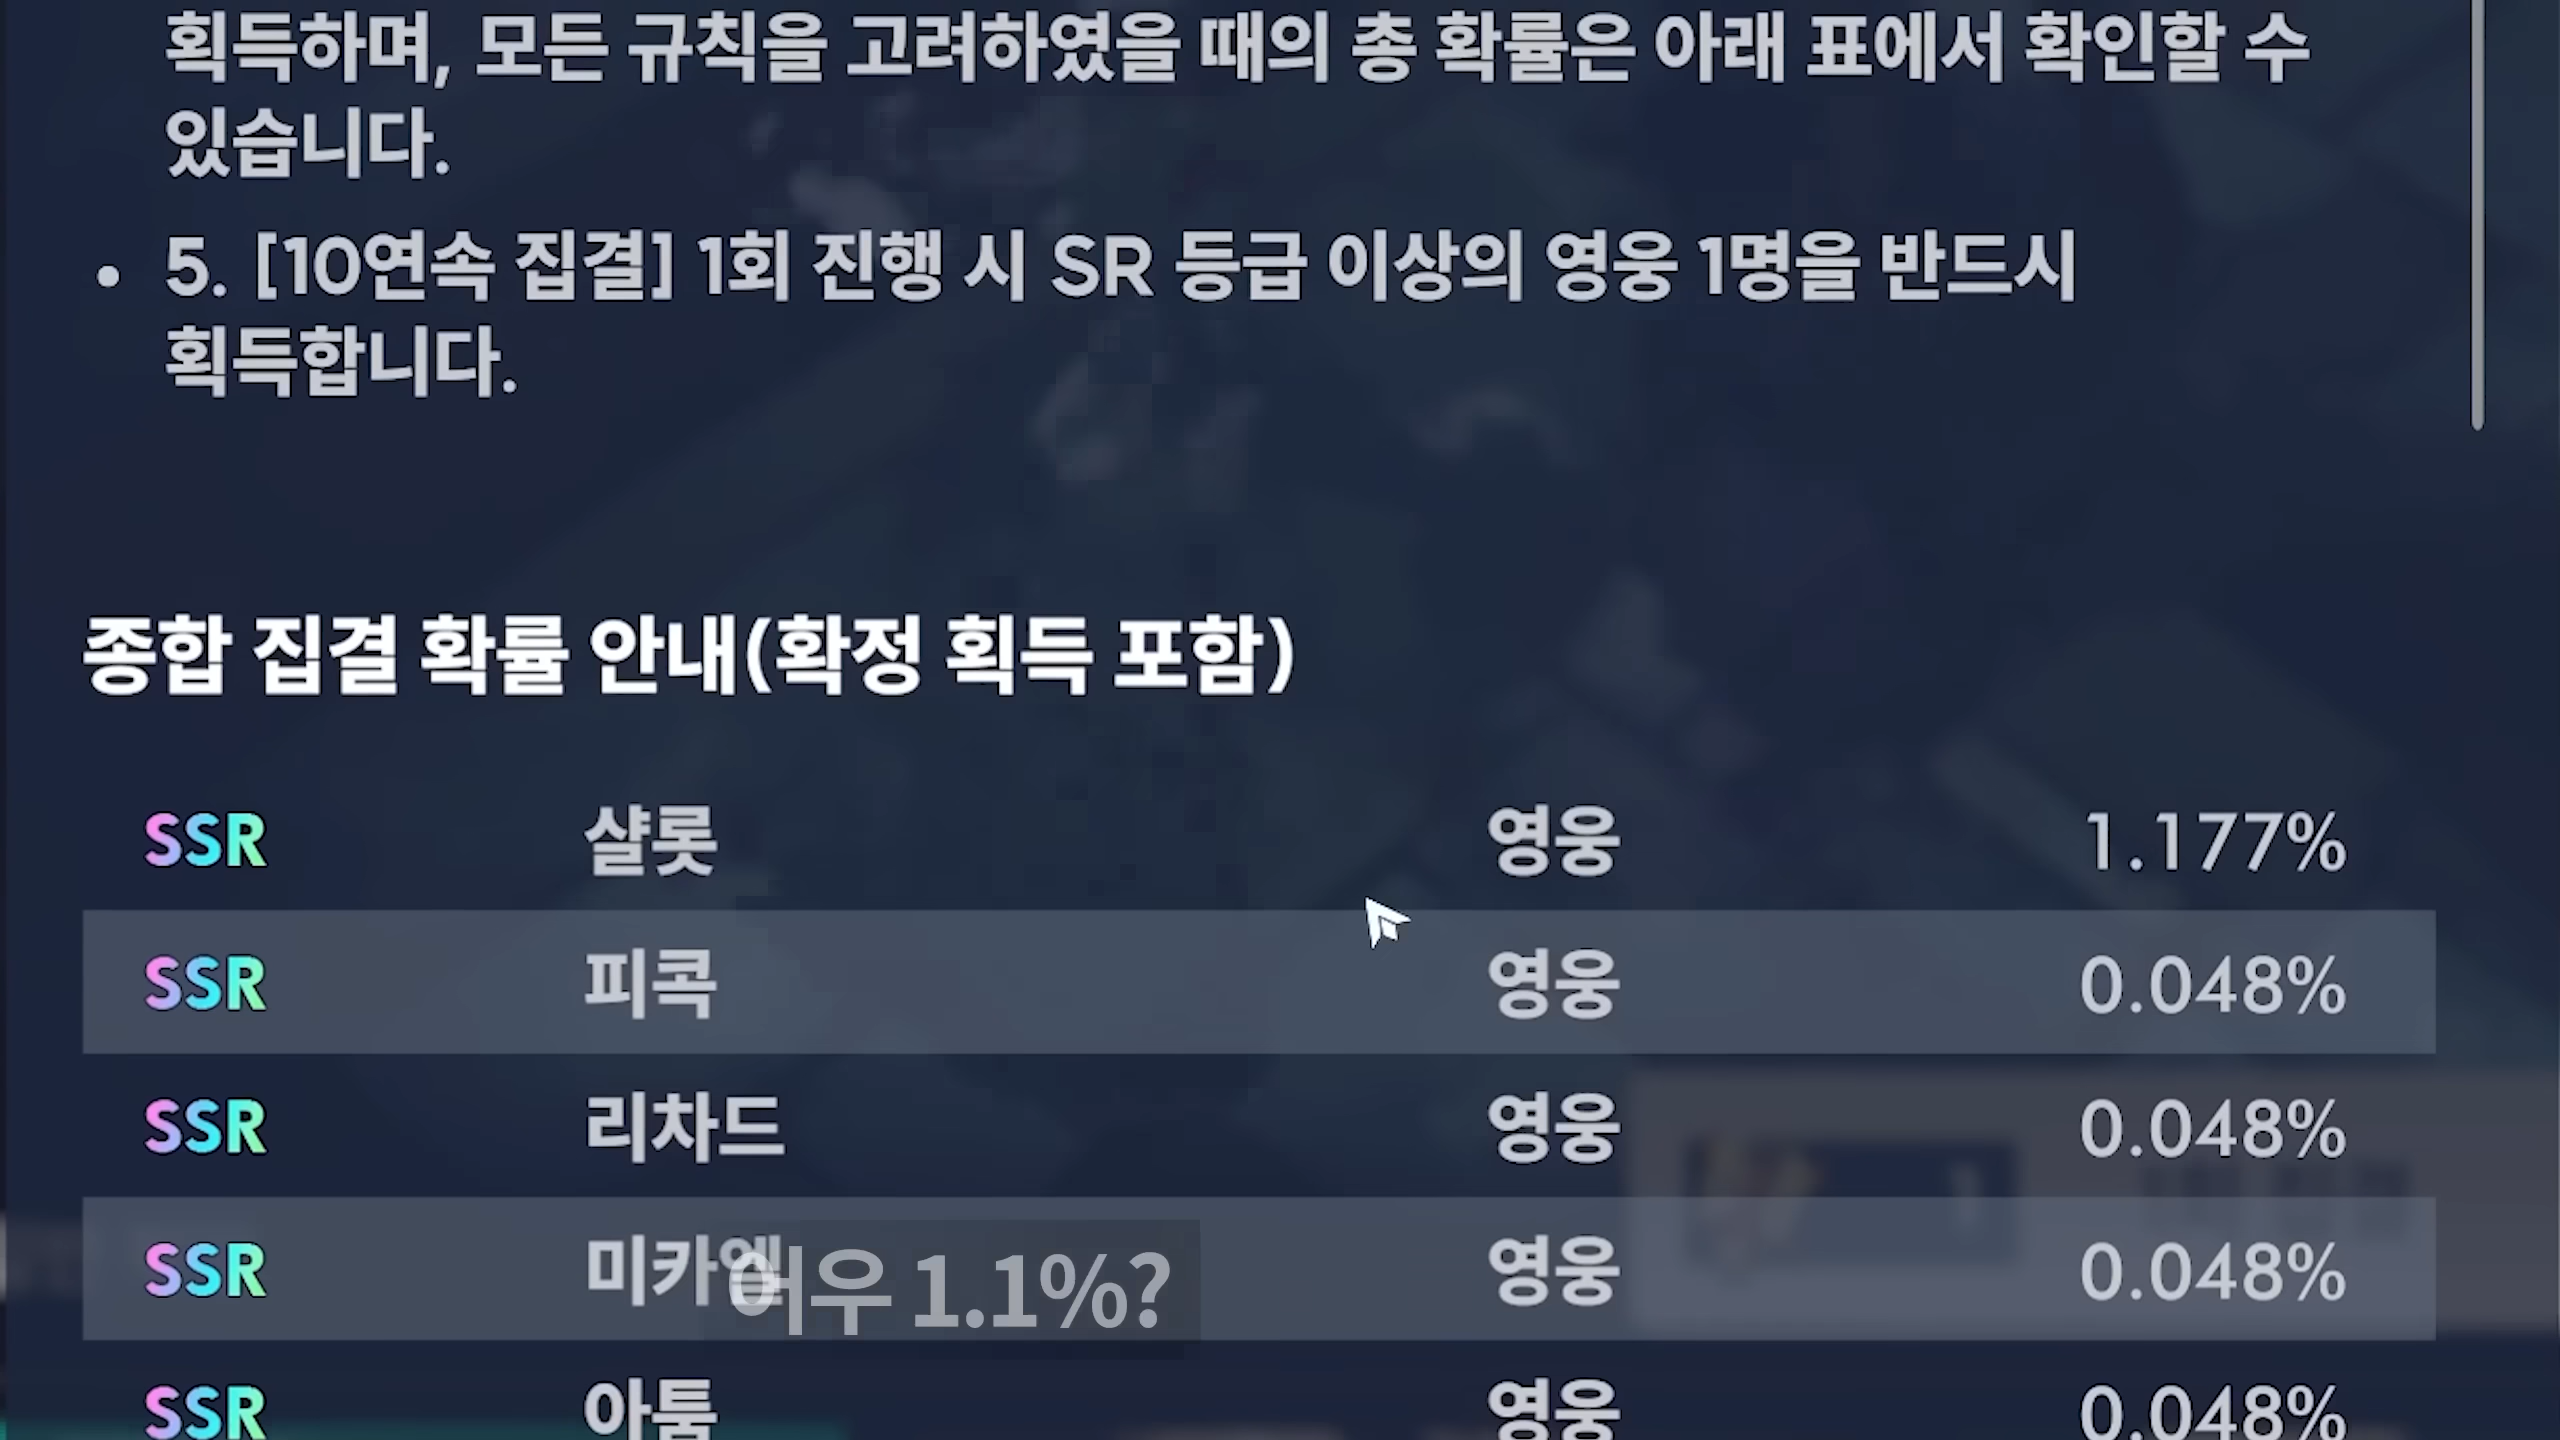 획득하며, 모든 규칙을 고려하였을 때의 총 확률은 아래 표에서 확인할 수
있습니다.
• 5. [10연속 집결] 1회 진행 시 SR 등급 이상의 영웅 1명을 반드시
획득합니다.
종합 집결 확률 안내(확정 획득 포함)
SSR 샬롯 영웅 1.177%
SSR 피콕 영웅 0.048%
SSR 리차드 영웅 0.048%
SSR 미카엘 영웅 0.048%
어우 1.1%?
SSR 아툼 영웅 0.048%